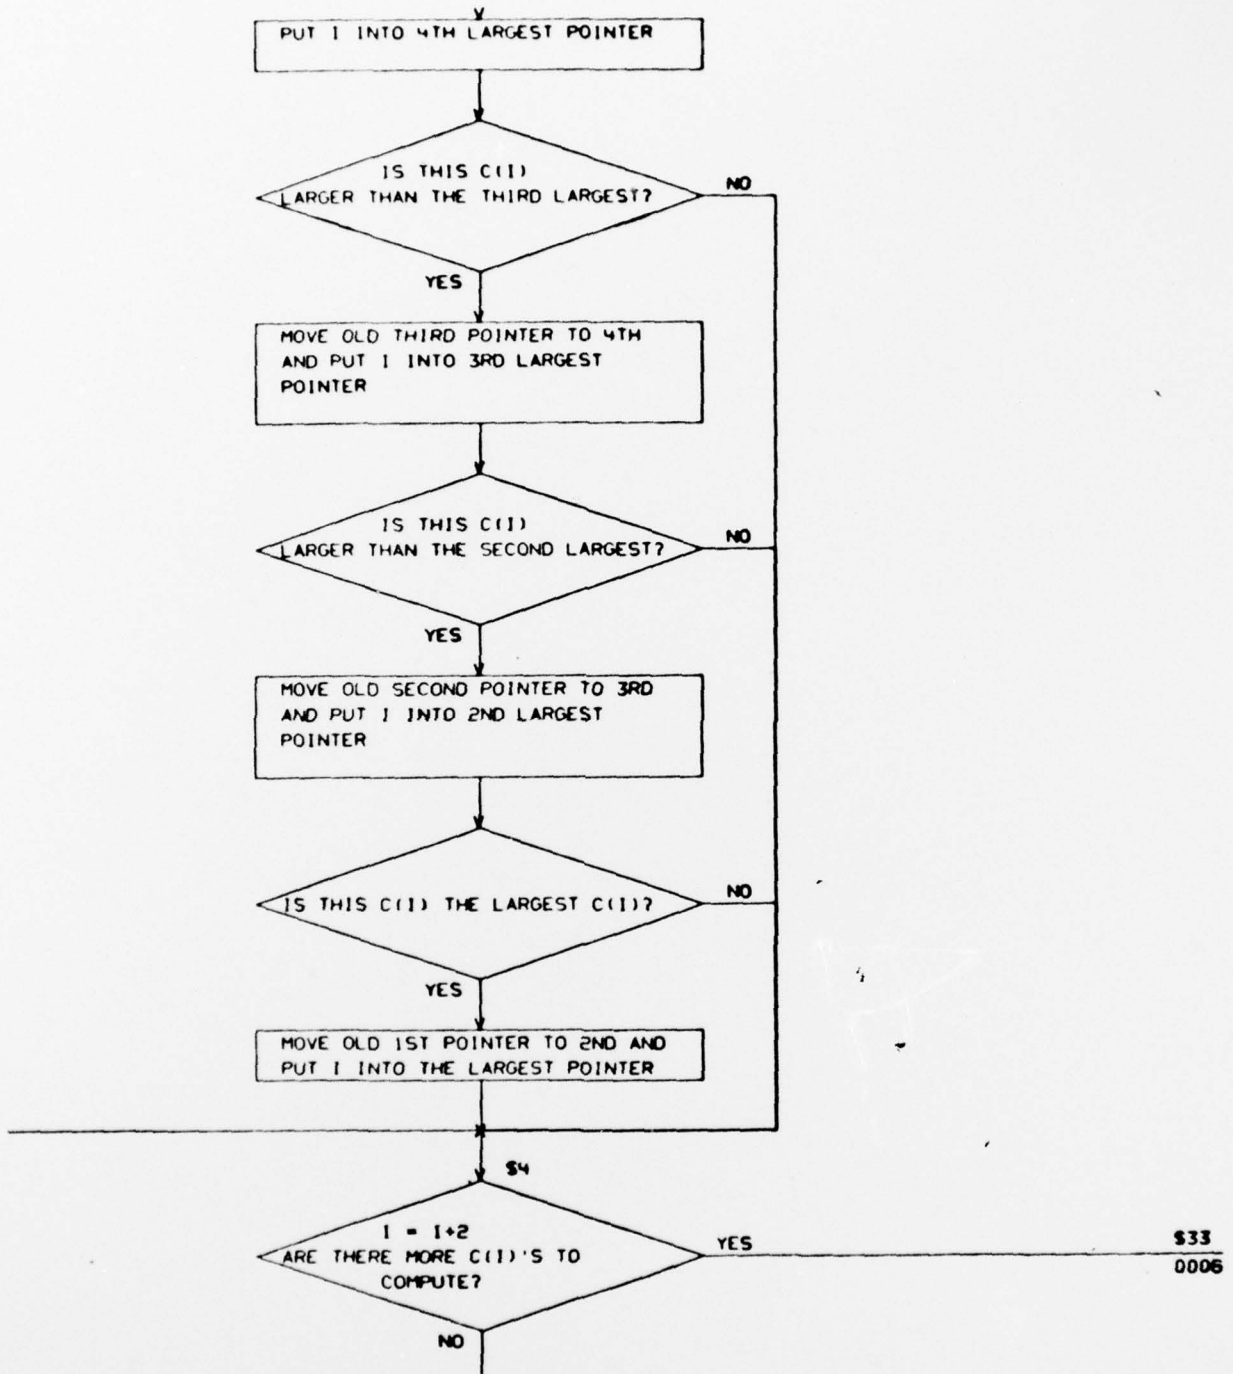 PUT I INTO 4TH LARGEST POINTER
IS THIS C(I)
LARGER THAN THE THIRD LARGEST?
NO
YES
MOVE OLD THIRD POINTER TO 4TH
AND PUT I INTO 3RD LARGEST
POINTER
IS THIS C(I)
LARGER THAN THE SECOND LARGEST?
NO
YES
MOVE OLD SECOND POINTER TO 3RD
AND PUT I INTO 2ND LARGEST
POINTER
IS THIS C(I) THE LARGEST C(I)?
NO
YES
MOVE OLD 1ST POINTER TO 2ND AND
PUT I INTO THE LARGEST POINTER
$4
I = I+2
ARE THERE MORE C(I)'S TO
COMPUTE?
YES
$33
0006
NO